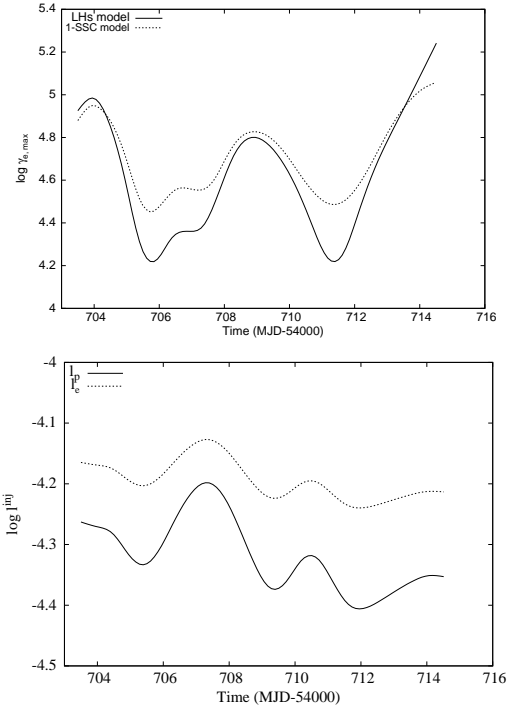 5.4
LHs model
1-SSC model
5.2
5
4.8
4.6
4.4
4.2
4
log γe, max
704 706 708 710 712 714 716
Time (MJD-54000)
-4
lp
le
-4.1
-4.2
-4.3
-4.4
-4.5
log l^inj
704 706 708 710 712 714 716
Time (MJD-54000)